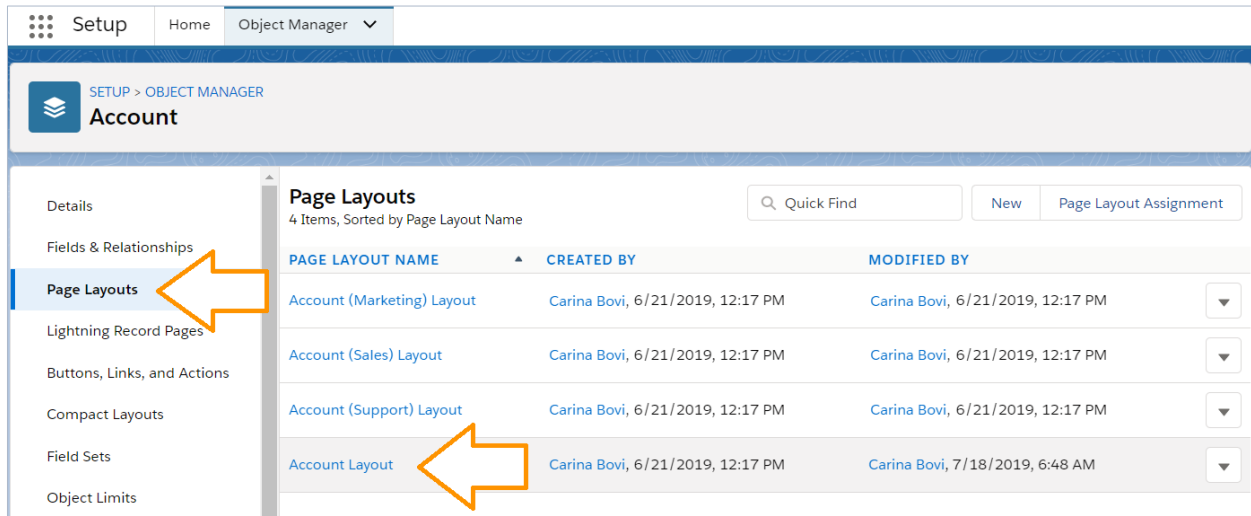 Setup Home Object Manager
SETUP > OBJECT MANAGER
Account
Details
Fields & Relationships
Page Layouts
Lightning Record Pages
Buttons, Links, and Actions
Compact Layouts
Field Sets
Object Limits
Page Layouts
4 Items, Sorted by Page Layout Name
Quick Find New Page Layout Assignment
PAGE LAYOUT NAME CREATED BY MODIFIED BY
Account (Marketing) Layout Carina Bovi, 6/21/2019, 12:17 PM Carina Bovi, 6/21/2019, 12:17 PM
Account (Sales) Layout Carina Bovi, 6/21/2019, 12:17 PM Carina Bovi, 6/21/2019, 12:17 PM
Account (Support) Layout Carina Bovi, 6/21/2019, 12:17 PM Carina Bovi, 6/21/2019, 12:17 PM
Account Layout Carina Bovi, 6/21/2019, 12:17 PM Carina Bovi, 7/18/2019, 6:48 AM